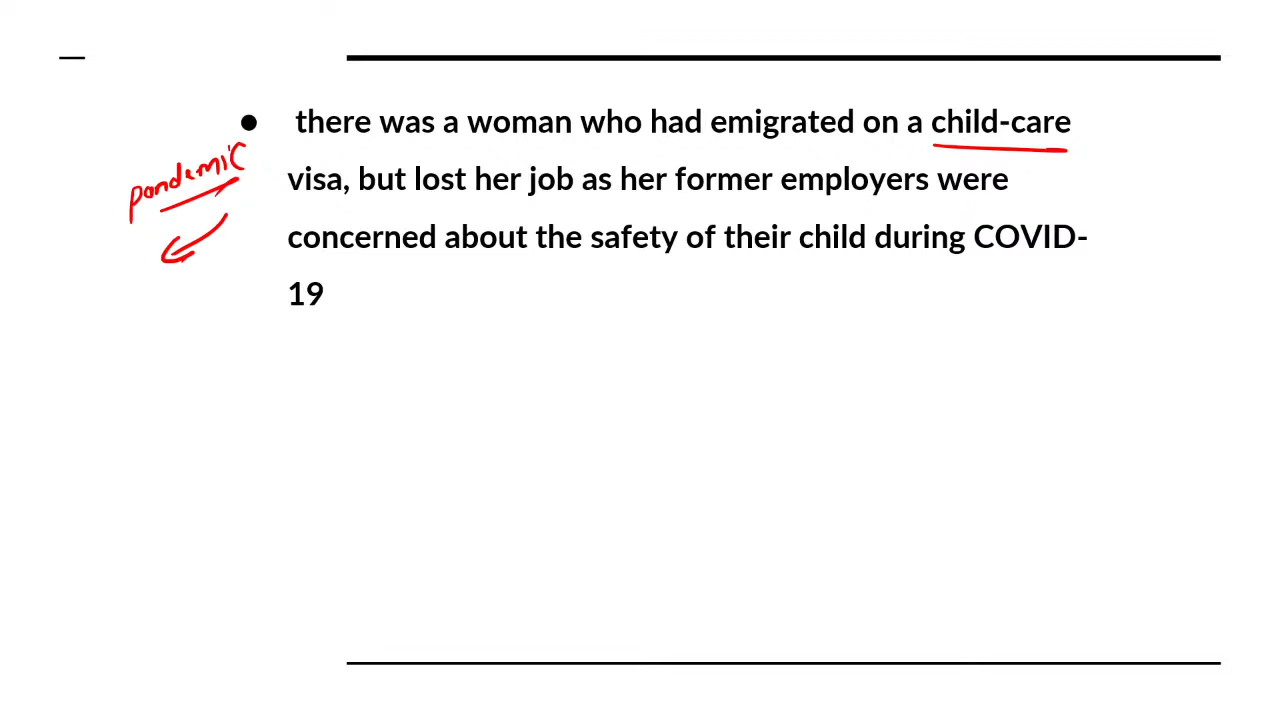 ● there was a woman who had emigrated on a child-care
pandemic
visa, but lost her job as her former employers were
concerned about the safety of their child during COVID-
19